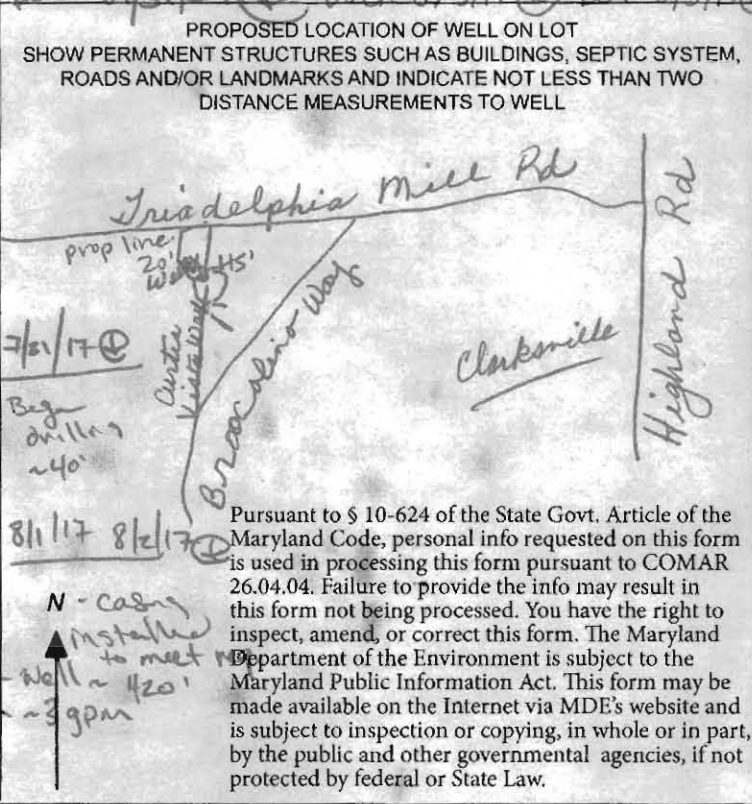 PROPOSED LOCATION OF WELL ON LOT
SHOW PERMANENT STRUCTURES SUCH AS BUILDINGS, SEPTIC SYSTEM,
ROADS AND/OR LANDMARKS AND INDICATE NOT LESS THAN TWO
DISTANCE MEASUREMENTS TO WELL
Triadelphia Mill Rd
Highland Rd
prop line
20'
Well
Curtis
Vista Way
Broccolino Way
Clarksville
7/31/17
Began
drilling
~40'
8/1/17 8/2/17
N - casing
installed
to meet
- Well ~ 420'
- ~3 gpm
Pursuant to § 10-624 of the State Govt. Article of the
Maryland Code, personal info requested on this form
is used in processing this form pursuant to COMAR
26.04.04. Failure to provide the info may result in
this form not being processed. You have the right to
inspect, amend, or correct this form. The Maryland
Department of the Environment is subject to the
Maryland Public Information Act. This form may be
made available on the Internet via MDE's website and
is subject to inspection or copying, in whole or in part,
by the public and other governmental agencies, if not
protected by federal or State Law.